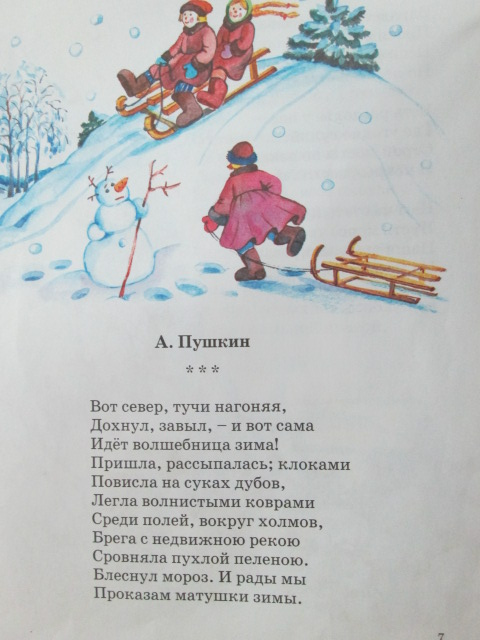 А. Пушкин
* * *
Вот север, тучи нагоняя,
Дохнул, завыл, – и вот сама
Идёт волшебница зима!
Пришла, рассыпалась; клоками
Повисла на суках дубов,
Легла волнистыми коврами
Среди полей, вокруг холмов,
Брега с недвижною рекою
Сровняла пухлой пеленою.
Блеснул мороз. И рады мы
Проказам матушки зимы.
7